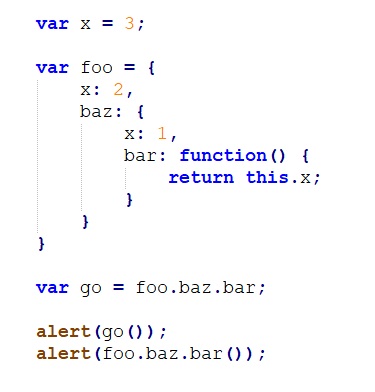 var x = 3;
var foo = {
x: 2,
baz: {
x: 1,
bar: function() {
return this.x;
}
}
}
var go = foo.baz.bar;
alert(go());
alert(foo.baz.bar());